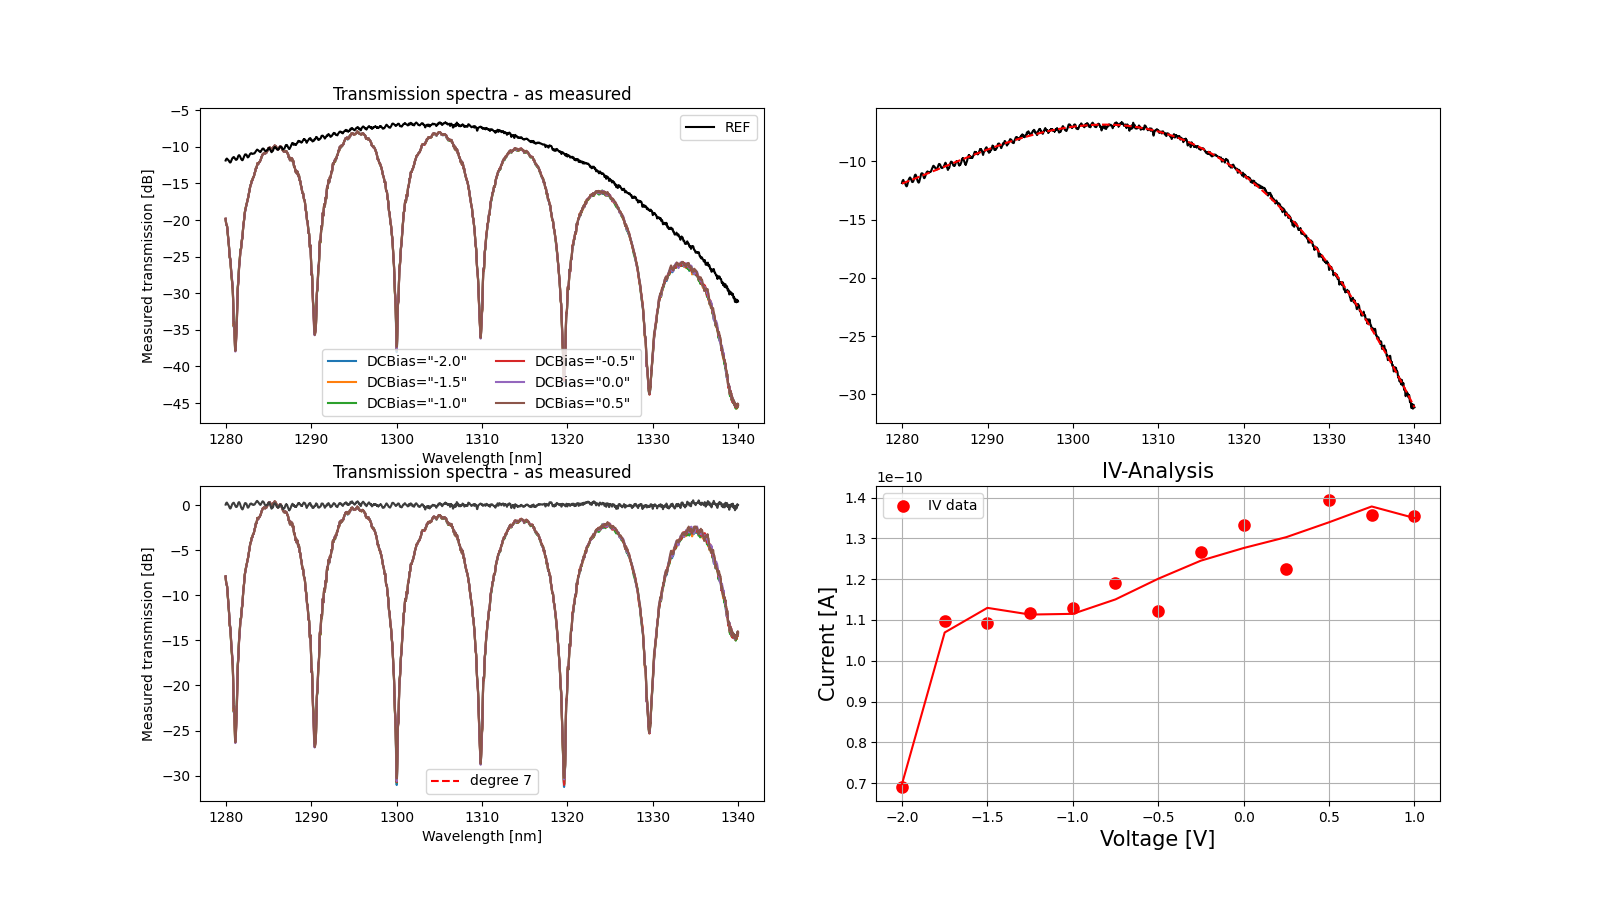 Transmission spectra - as measured
Measured transmission [dB]
−5
−10
−15
−20
−25
−30
−35
−40
−45
REF
DCBias="-2.0"
DCBias="-1.5"
DCBias="-1.0"
DCBias="-0.5"
DCBias="0.0"
DCBias="0.5"
1280 1290 1300 1310 1320 1330 1340
Wavelength [nm]
−10
−15
−20
−25
−30
1280 1290 1300 1310 1320 1330 1340
Transmission spectra - as measured
Measured transmission [dB]
0
−5
−10
−15
−20
−25
−30
degree 7
1280 1290 1300 1310 1320 1330 1340
Wavelength [nm]
IV-Analysis
1e−10
Current [A]
1.4
1.3
1.2
1.1
1.0
0.9
0.8
0.7
IV data
−2.0 −1.5 −1.0 −0.5 0.0 0.5 1.0
Voltage [V]